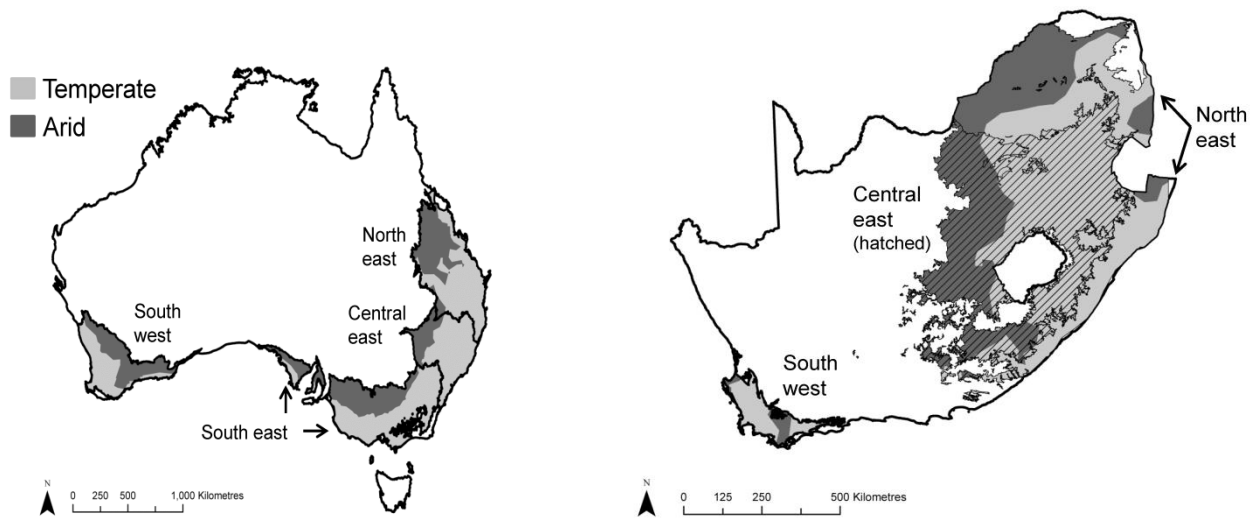 Temperate
Arid
North
east
South
west
Central
east
South east
N
0 250 500 1,000 Kilometres
North
east
Central
east
(hatched)
South
west
N
0 125 250 500 Kilometres